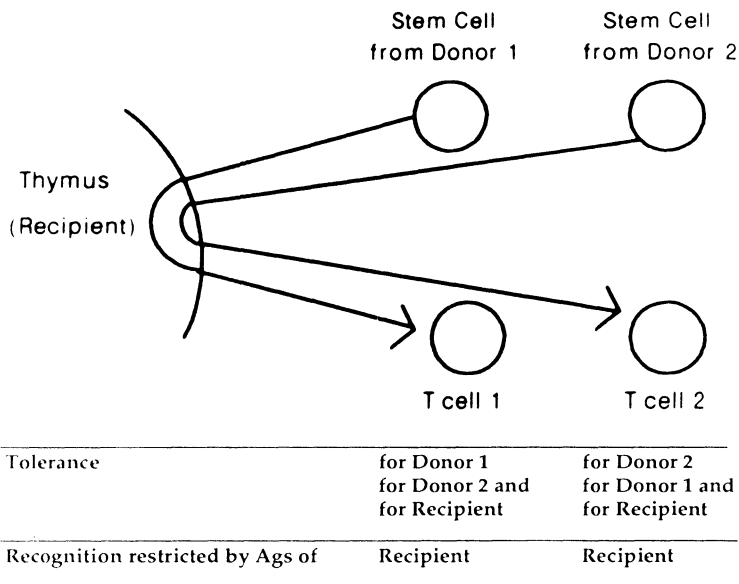 Stem Cell Stem Cell
from Donor 1 from Donor 2
Thymus
(Recipient)
T cell 1 T cell 2
Tolerance for Donor 1 for Donor 2
for Donor 2 and for Donor 1 and
for Recipient for Recipient
Recognition restricted by Ags of Recipient Recipient